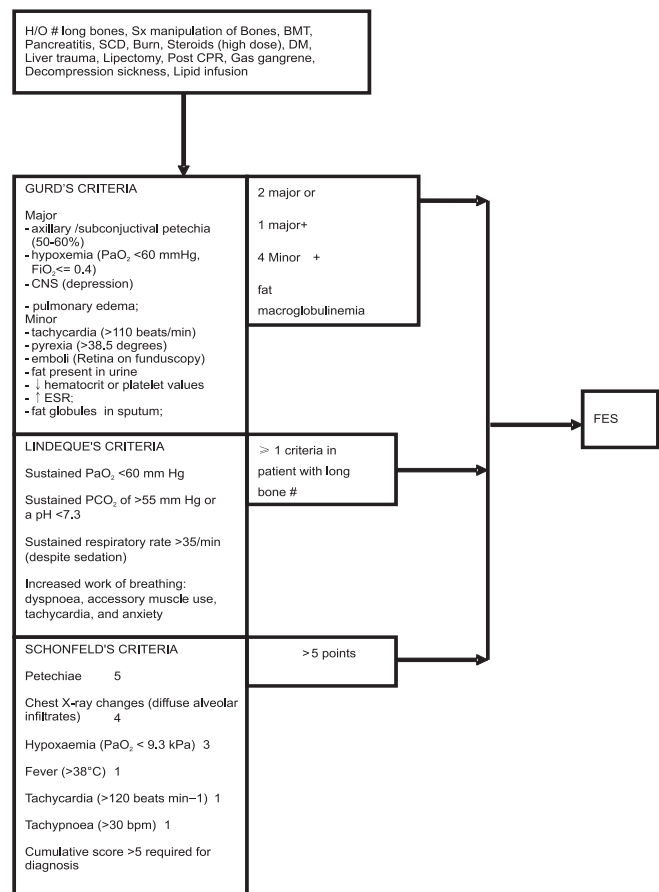 H/O # long bones, Sx manipulation of Bones, BMT,
Pancreatitis, SCD, Burn, Steroids (high dose), DM,
Liver trauma, Lipectomy, Post CPR, Gas gangrene,
Decompression sickness, Lipid infusion
GURD'S CRITERIA
Major
- axillary /subconjuctival petechia
(50-60%)
- hypoxemia (PaO₂ <60 mmHg,
FiO₂<= 0.4)
- CNS (depression)
- pulmonary edema;
Minor
- tachycardia (>110 beats/min)
- pyrexia (>38.5 degrees)
- emboli (Retina on funduscopy)
- fat present in urine
- ↓ hematocrit or platelet values
- ↑ ESR;
- fat globules in sputum;
2 major or
1 major+
4 Minor +
fat
macroglobulinemia
LINDEQUE'S CRITERIA
Sustained PaO₂ <60 mm Hg
Sustained PCO₂ of >55 mm Hg or
a pH <7.3
Sustained respiratory rate >35/min
(despite sedation)
Increased work of breathing:
dyspnoea, accessory muscle use,
tachycardia, and anxiety
⩾ 1 criteria in
patient with long
bone #
SCHONFELD'S CRITERIA
Petechiae 5
Chest X-ray changes (diffuse alveolar
infiltrates) 4
Hypoxaemia (PaO₂ < 9.3 kPa) 3
Fever (>38°C) 1
Tachycardia (>120 beats min–1) 1
Tachypnoea (>30 bpm) 1
Cumulative score >5 required for
diagnosis
>5 points
FES